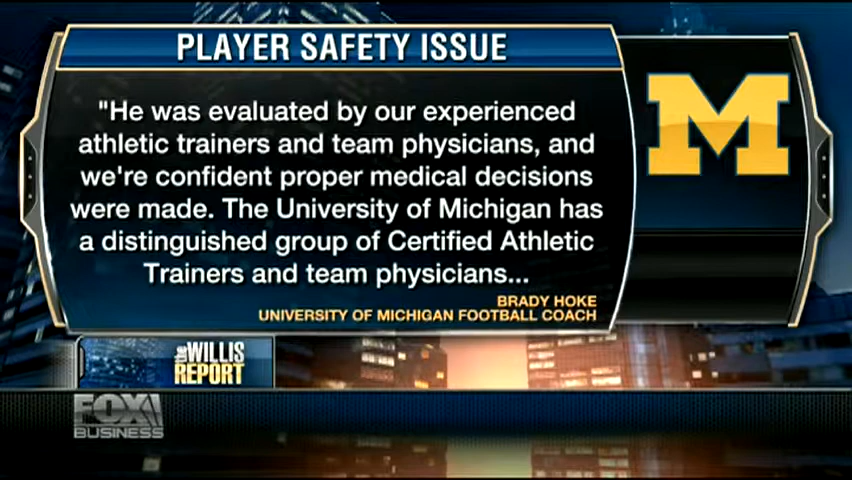 PLAYER SAFETY ISSUE
"He was evaluated by our experienced
athletic trainers and team physicians, and
we're confident proper medical decisions
were made. The University of Michigan has
a distinguished group of Certified Athletic
Trainers and team physicians...
BRADY HOKE
UNIVERSITY OF MICHIGAN FOOTBALL COACH
M
the WILLIS
REPORT
FOX
BUSINESS